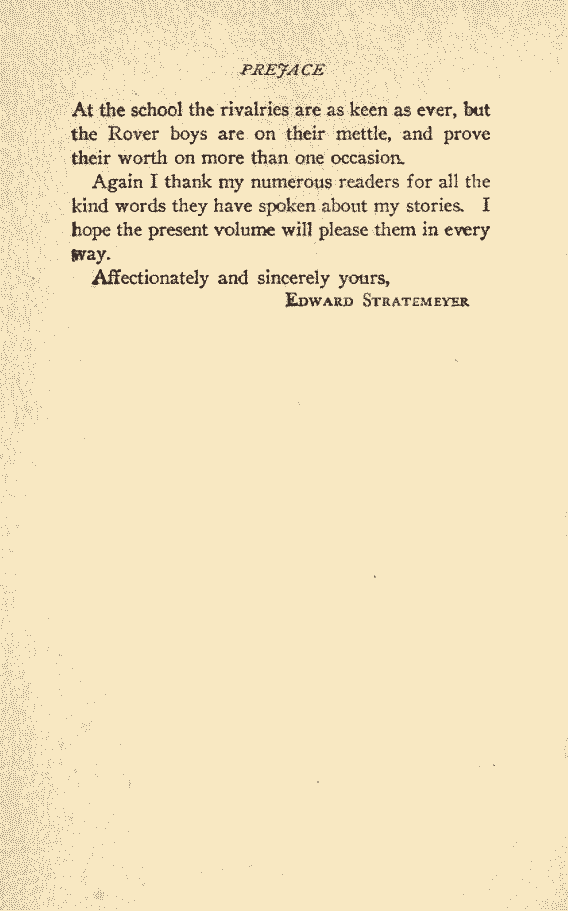 PREFACE
At the school the rivalries are as keen as ever, but
the Rover boys are on their mettle, and prove
their worth on more than one occasion.
Again I thank my numerous readers for all the
kind words they have spoken about my stories. I
hope the present volume will please them in every
way.
Affectionately and sincerely yours,
EDWARD STRATEMEYER